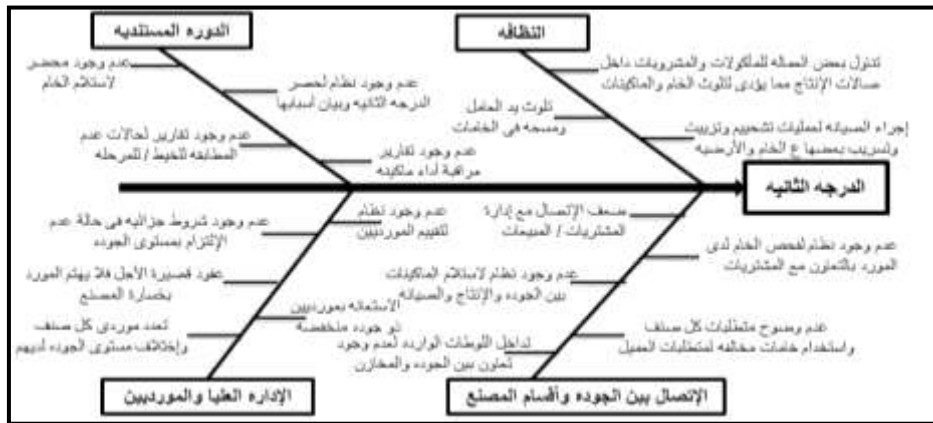 النظافه
الدوره المستنديه
تناول بعض العماله للمأكولات والمشروبات داخل
صالات الإنتاج مما يؤدى لتلوث الخام والماكينات
تلوث يد العامل
ومسحه فى الخامات
إجراء الصيانه لعمليات تشحيم وتزييت
وتسريب بعضها ع الخام والأرضيه
عدم وجود محضر
لاستلام الخام
عدم وجود نظام لحصر
الدرجه الثانيه وبيان أسبابها
عدم وجود تقارير لحالات عدم
المطابقه للخيط / للمرحله
عدم وجود تقارير
مراقبة أداء ماكينه
الدرجه الثانيه
ضعف الإتصال مع إدارة
المشتريات / المبيعات
عدم وجود نظام لفحص الخام لدى
المورد بالتعاون مع المشتريات
عدم وجود نظام لاستلام الماكينات
بين الجوده والإنتاج والصيانه
عدم وضوح متطلبات كل صنف
واستخدام خامات مخالفه لمتطلبات العميل
تداخل اللوطات الوارده لعدم وجود
تعاون بين الجوده والمخازن
عدم وجود نظام
لتقييم الموردين
عدم وجود شروط جزائيه فى حالة عدم
الإلتزام بمستوى الجوده
عقود قصيرة الأجل فلا يهتم المورد
بخسارة المصنع
الاستعانه بموردين
ذو جوده منخفضة
تعدد موردى كل صنف
وإختلاف مستوى الجوده لديهم
الإتصال بين الجوده وأقسام المصنع
الإداره العليا والموردين